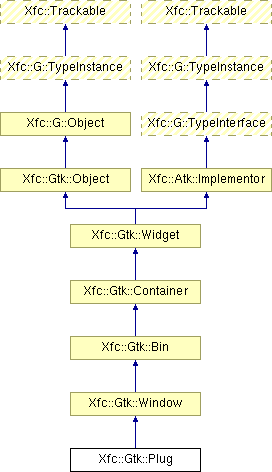 Xfc::Trackable Xfc::Trackable
Xfc::G::TypeInstance Xfc::G::TypeInstance
Xfc::G::Object Xfc::G::TypeInterface
Xfc::Gtk::Object Xfc::Atk::Implementor
Xfc::Gtk::Widget
Xfc::Gtk::Container
Xfc::Gtk::Bin
Xfc::Gtk::Window
Xfc::Gtk::Plug